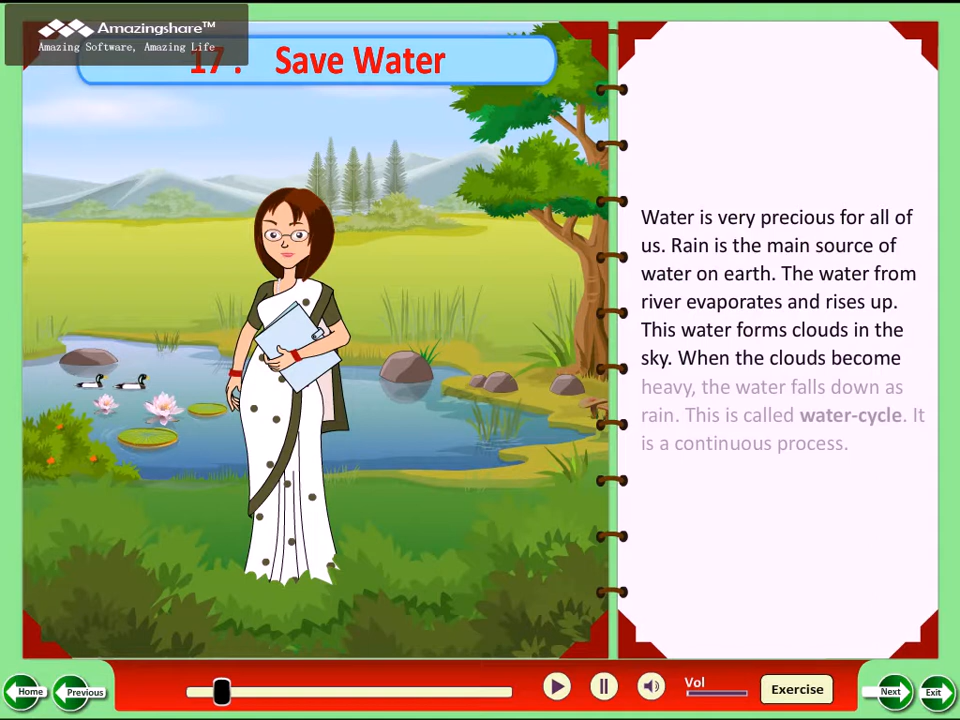 Amazingshare™
Amazing Software, Amazing Life
17. Save Water
Water is very precious for all of
us. Rain is the main source of
water on earth. The water from
river evaporates and rises up.
This water forms clouds in the
sky. When the clouds become
heavy, the water falls down as
rain. This is called water-cycle. It
is a continuous process.
Home
Previous
Vol
Exercise
Next
Exit